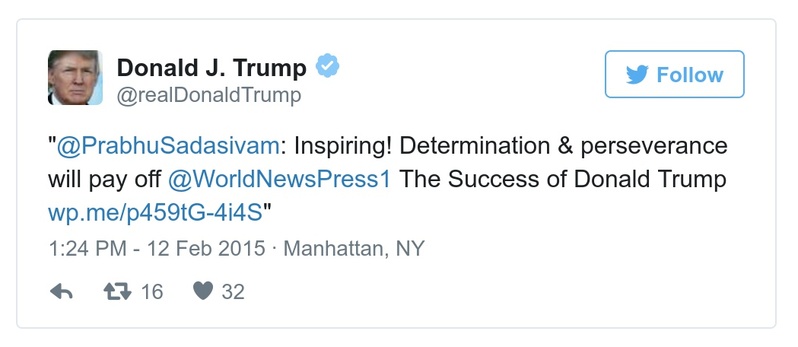 Donald J. Trump
@realDonaldTrump
Follow
"@PrabhuSadasivam: Inspiring! Determination & perseverance
will pay off @WorldNewsPress1 The Success of Donald Trump
wp.me/p459tG-4i4S"
1:24 PM - 12 Feb 2015 · Manhattan, NY
16 32